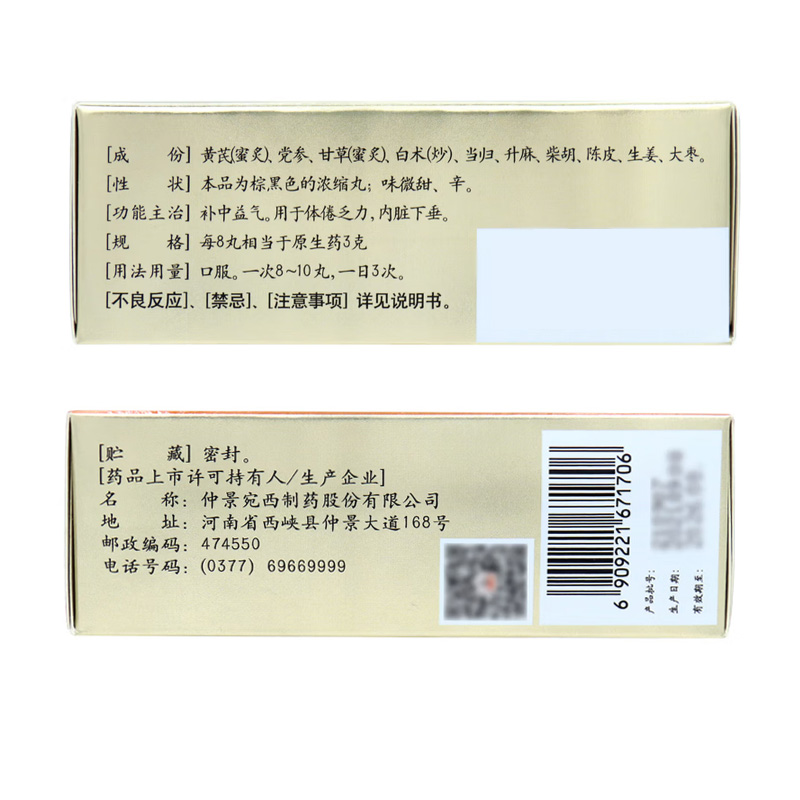 [成 份] 黄芪(蜜炙)、党参、甘草(蜜炙)、白术(炒)、当归、升麻、柴胡、陈皮、生姜、大枣。
[性 状] 本品为棕黑色的浓缩丸；味微甜、辛。
[功能主治] 补中益气。用于体倦乏力，内脏下垂。
[规 格] 每8丸相当于原生药3克
[用法用量] 口服。一次8~10丸，一日3次。
[不良反应]、[禁忌]、[注意事项] 详见说明书。
[贮 藏] 密封。
[药品上市许可持有人/生产企业]
名 称：仲景宛西制药股份有限公司
地 址：河南省西峡县仲景大道168号
邮政编码：474550
电话号码：(0377) 69669999
6 909221 671706
产品批号：
生产日期：
有效期至：